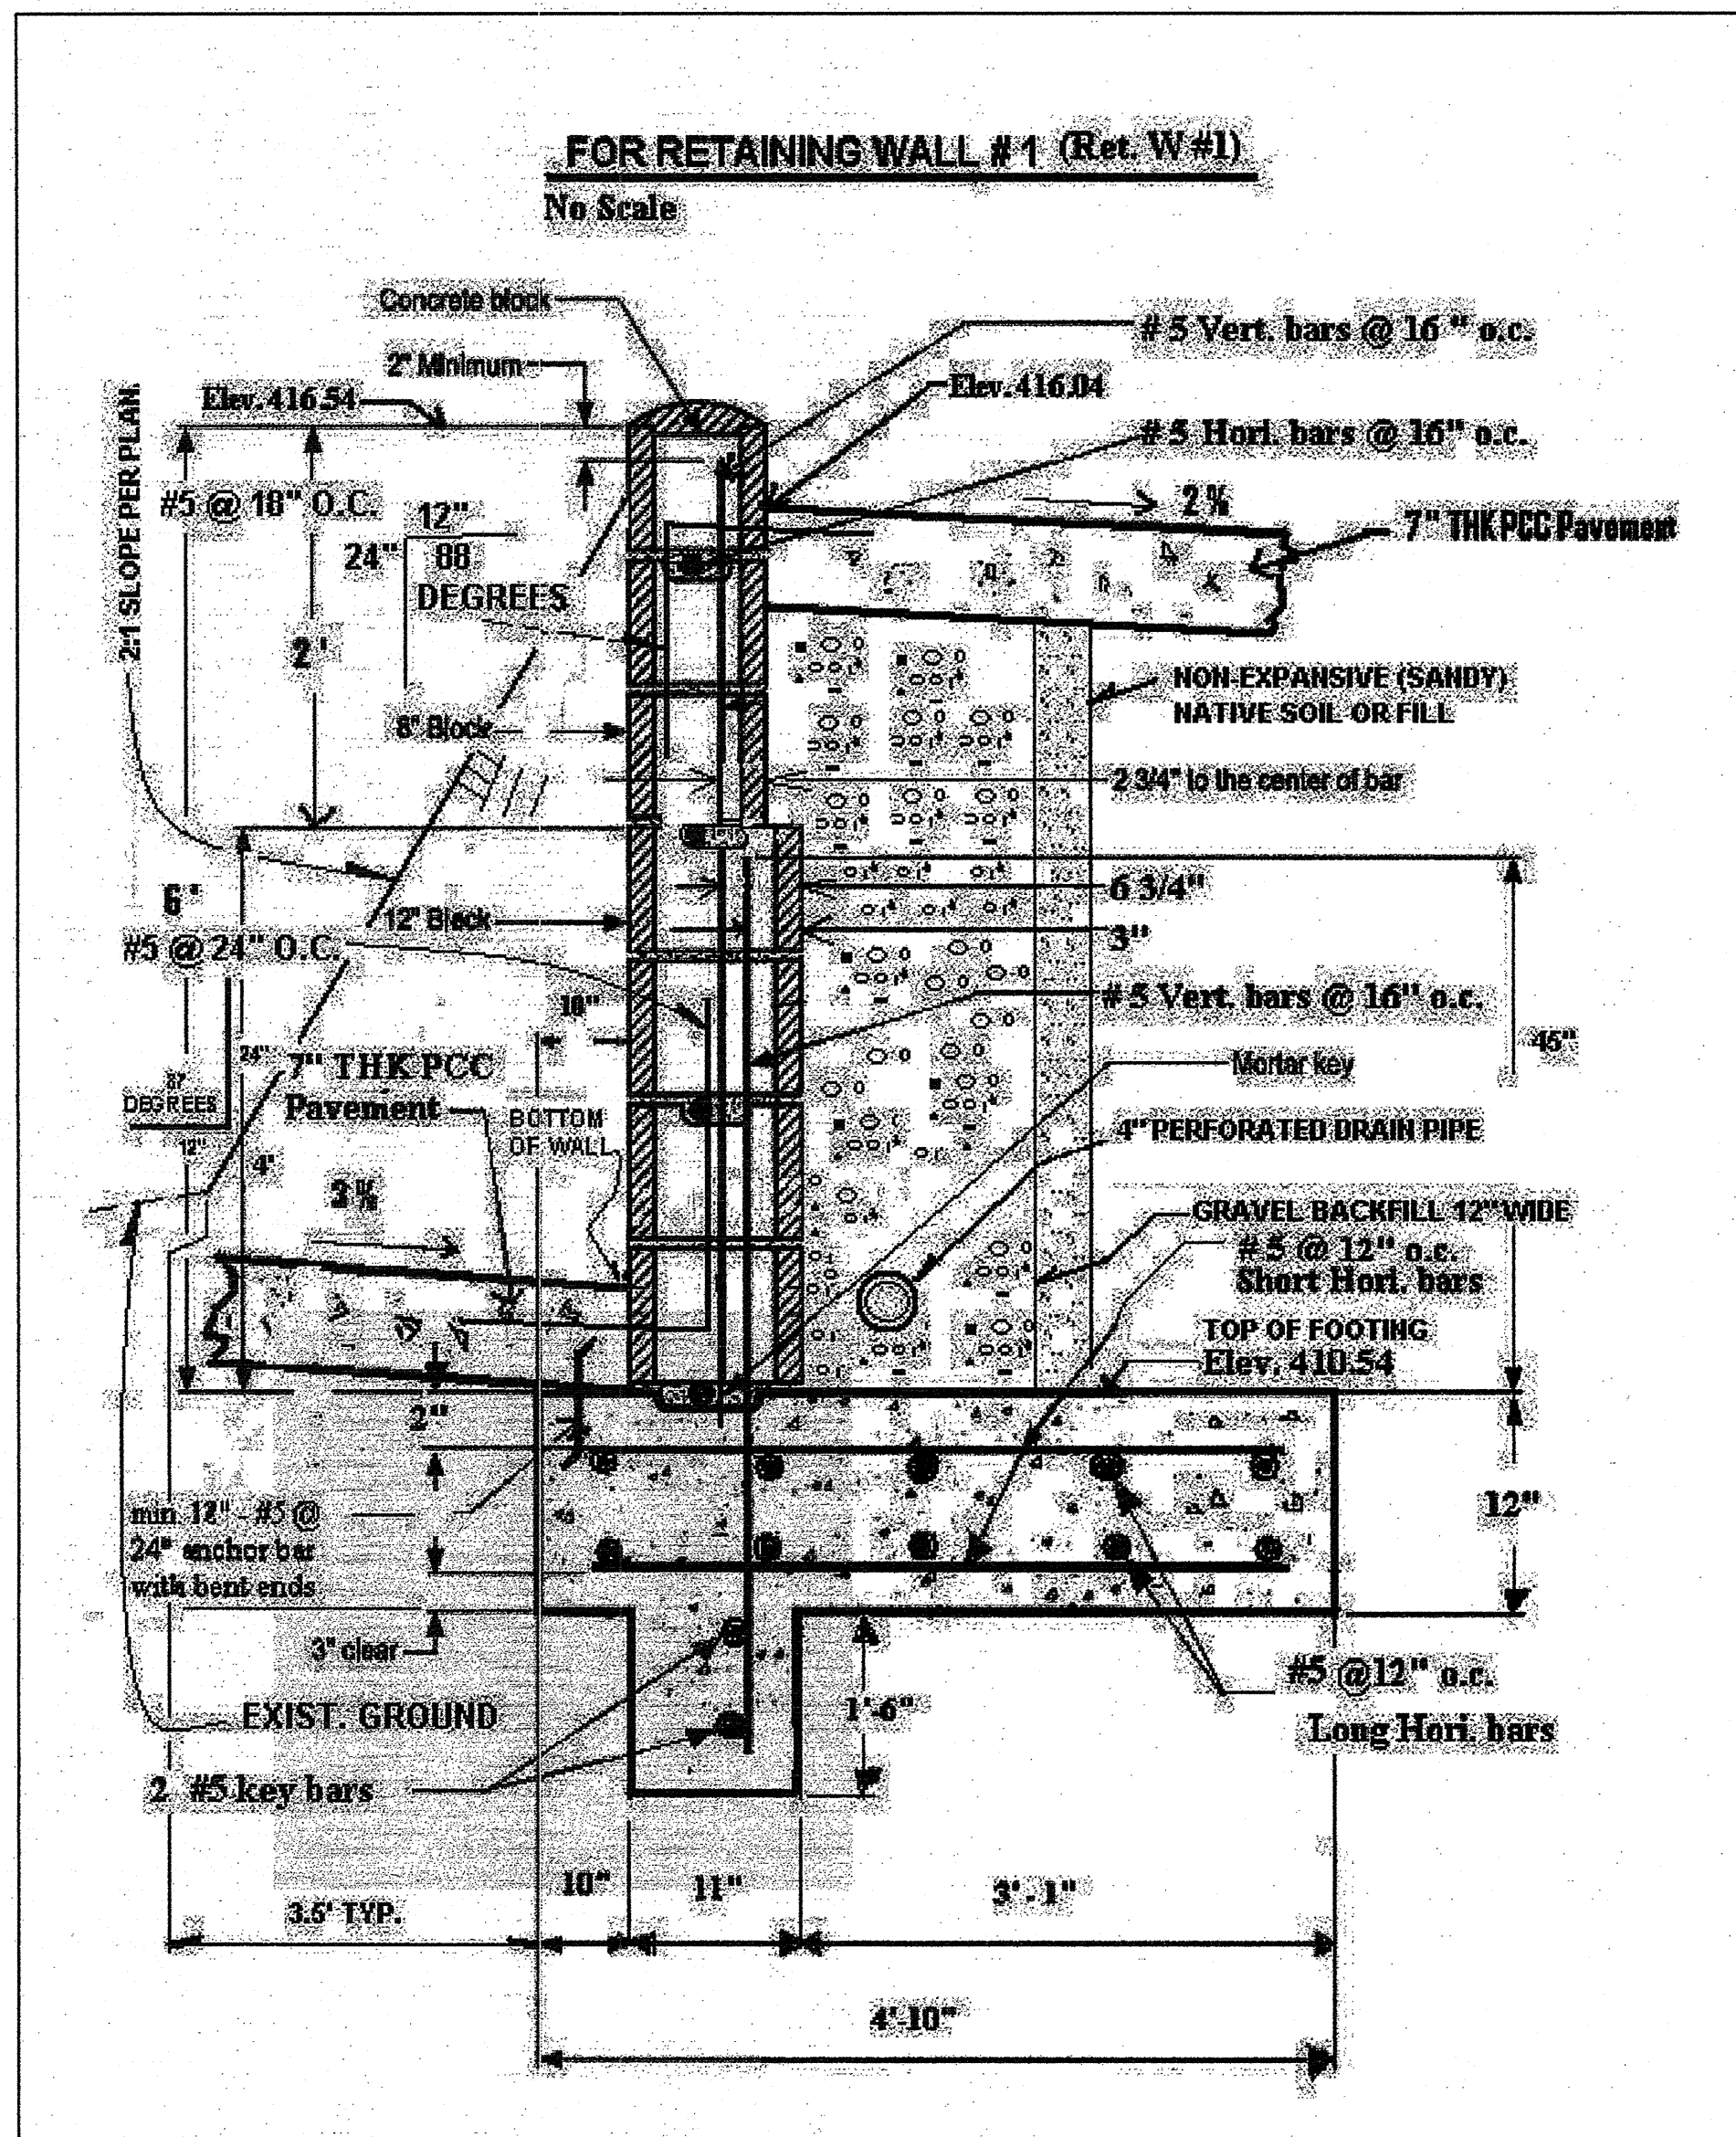 FOR RETAINING WALL # 1 (Ret. W #1)
No Scale
Concrete block
# 5 Vert. bars @ 16 " o.c.
2" Minimum
Elev. 416.54
Elev. 416.04
# 5 Hori. bars @ 16" o.c.
2:1 SLOPE PER PLAN.
#5 @ 18" O.C.
12"
24"
88
DEGREES
2 %
7" THK PCC Pavement
2'
NON-EXPANSIVE (SANDY)
NATIVE SOIL OR FILL
8" Block
2 3/4" to the center of bar
6'
12" Block
6 3/4"
3"
#5 @ 24" O.C.
# 5 Vert. bars @ 16" o.c.
45"
24"
7" THK PCC
Pavement
DEGREES
12"
4'
BOTTOM
OF WALL
Mortar key
4" PERFORATED DRAIN PIPE
3 %
GRAVEL BACKFILL 12" WIDE
# 5 @ 12" o.c.
Short Hori. bars
TOP OF FOOTING
Elev. 410.54
2"
12"
24" anchor bar
with bent ends
3" clear
#5 @12" o.c.
Long Hori. bars
EXIST. GROUND
1'-6"
2 #5 key bars
3.5' TYP.
10"
11"
3' - 1"
4'-10"